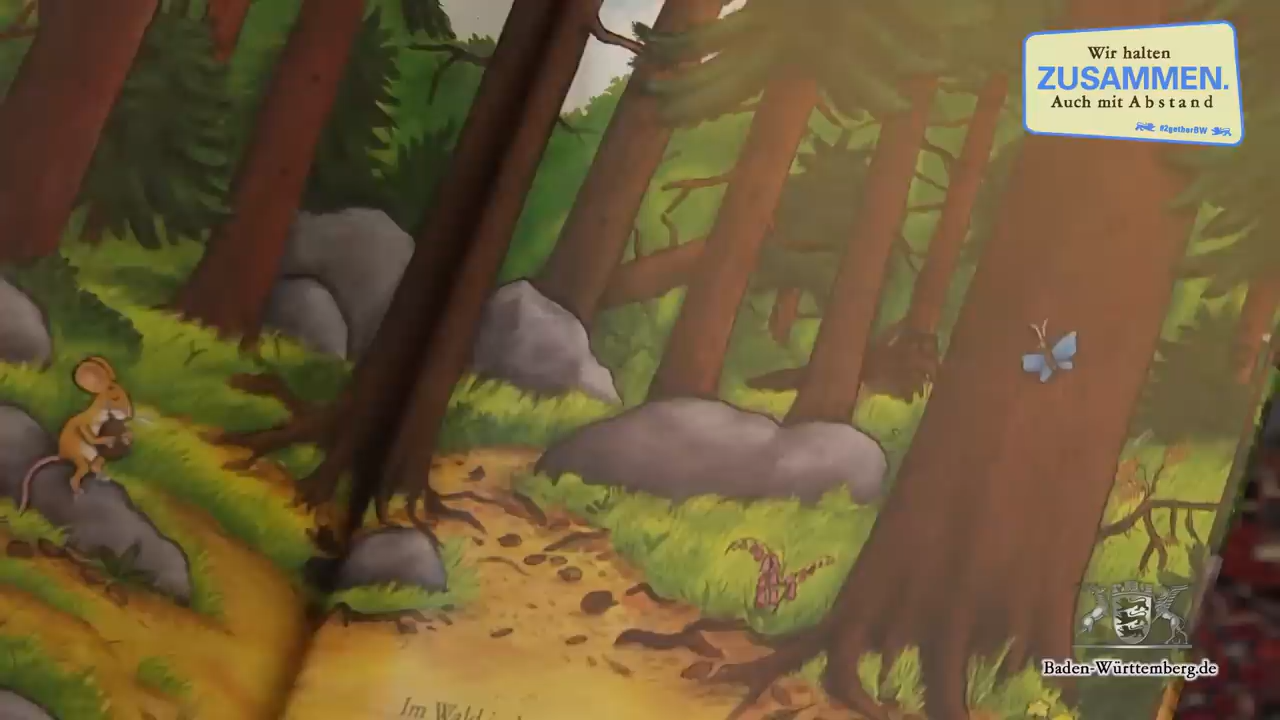 Wir halten
ZUSAMMEN.
Auch mit Abstand
#2getherBW
Im Wald
Baden-Württemberg.de